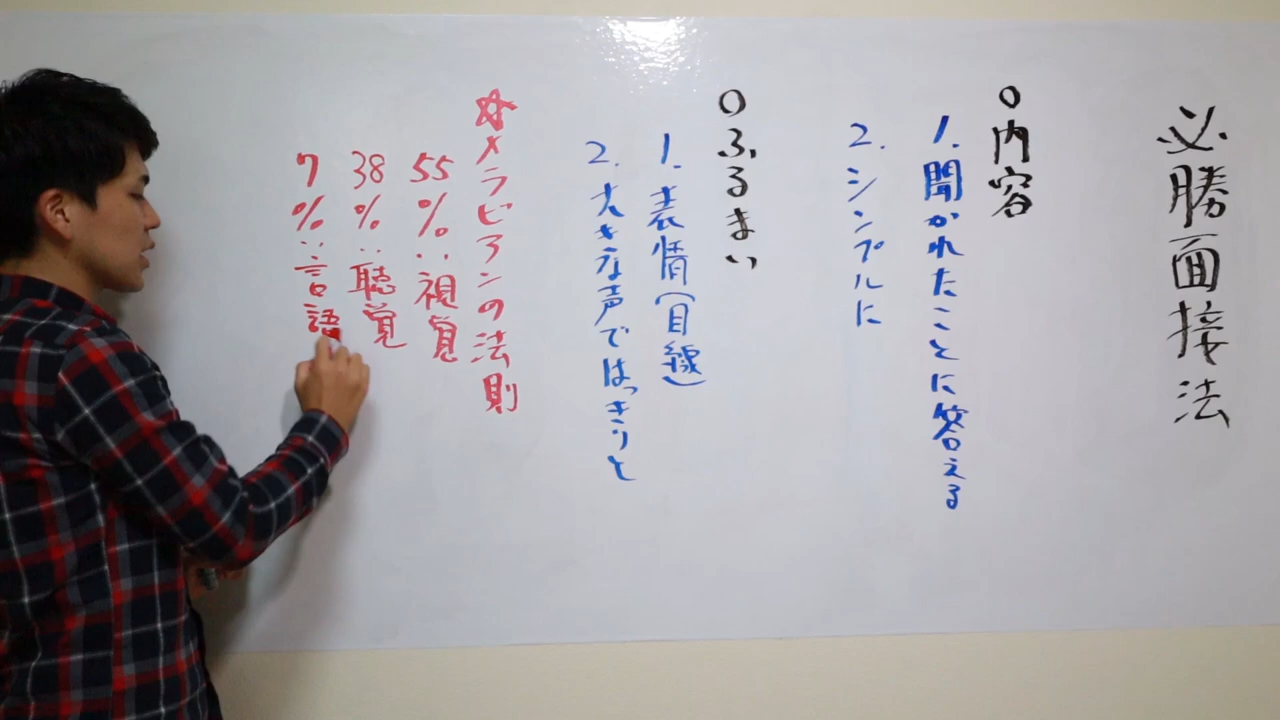 必勝面接法
○内容
1.聞かれたことに答える
2.シンプルに
○ふるまい
1.表情(目線)
2.大きな声ではっきりと
☆メラビアンの法則
55%:視覚
38%:聴覚
7%:言語